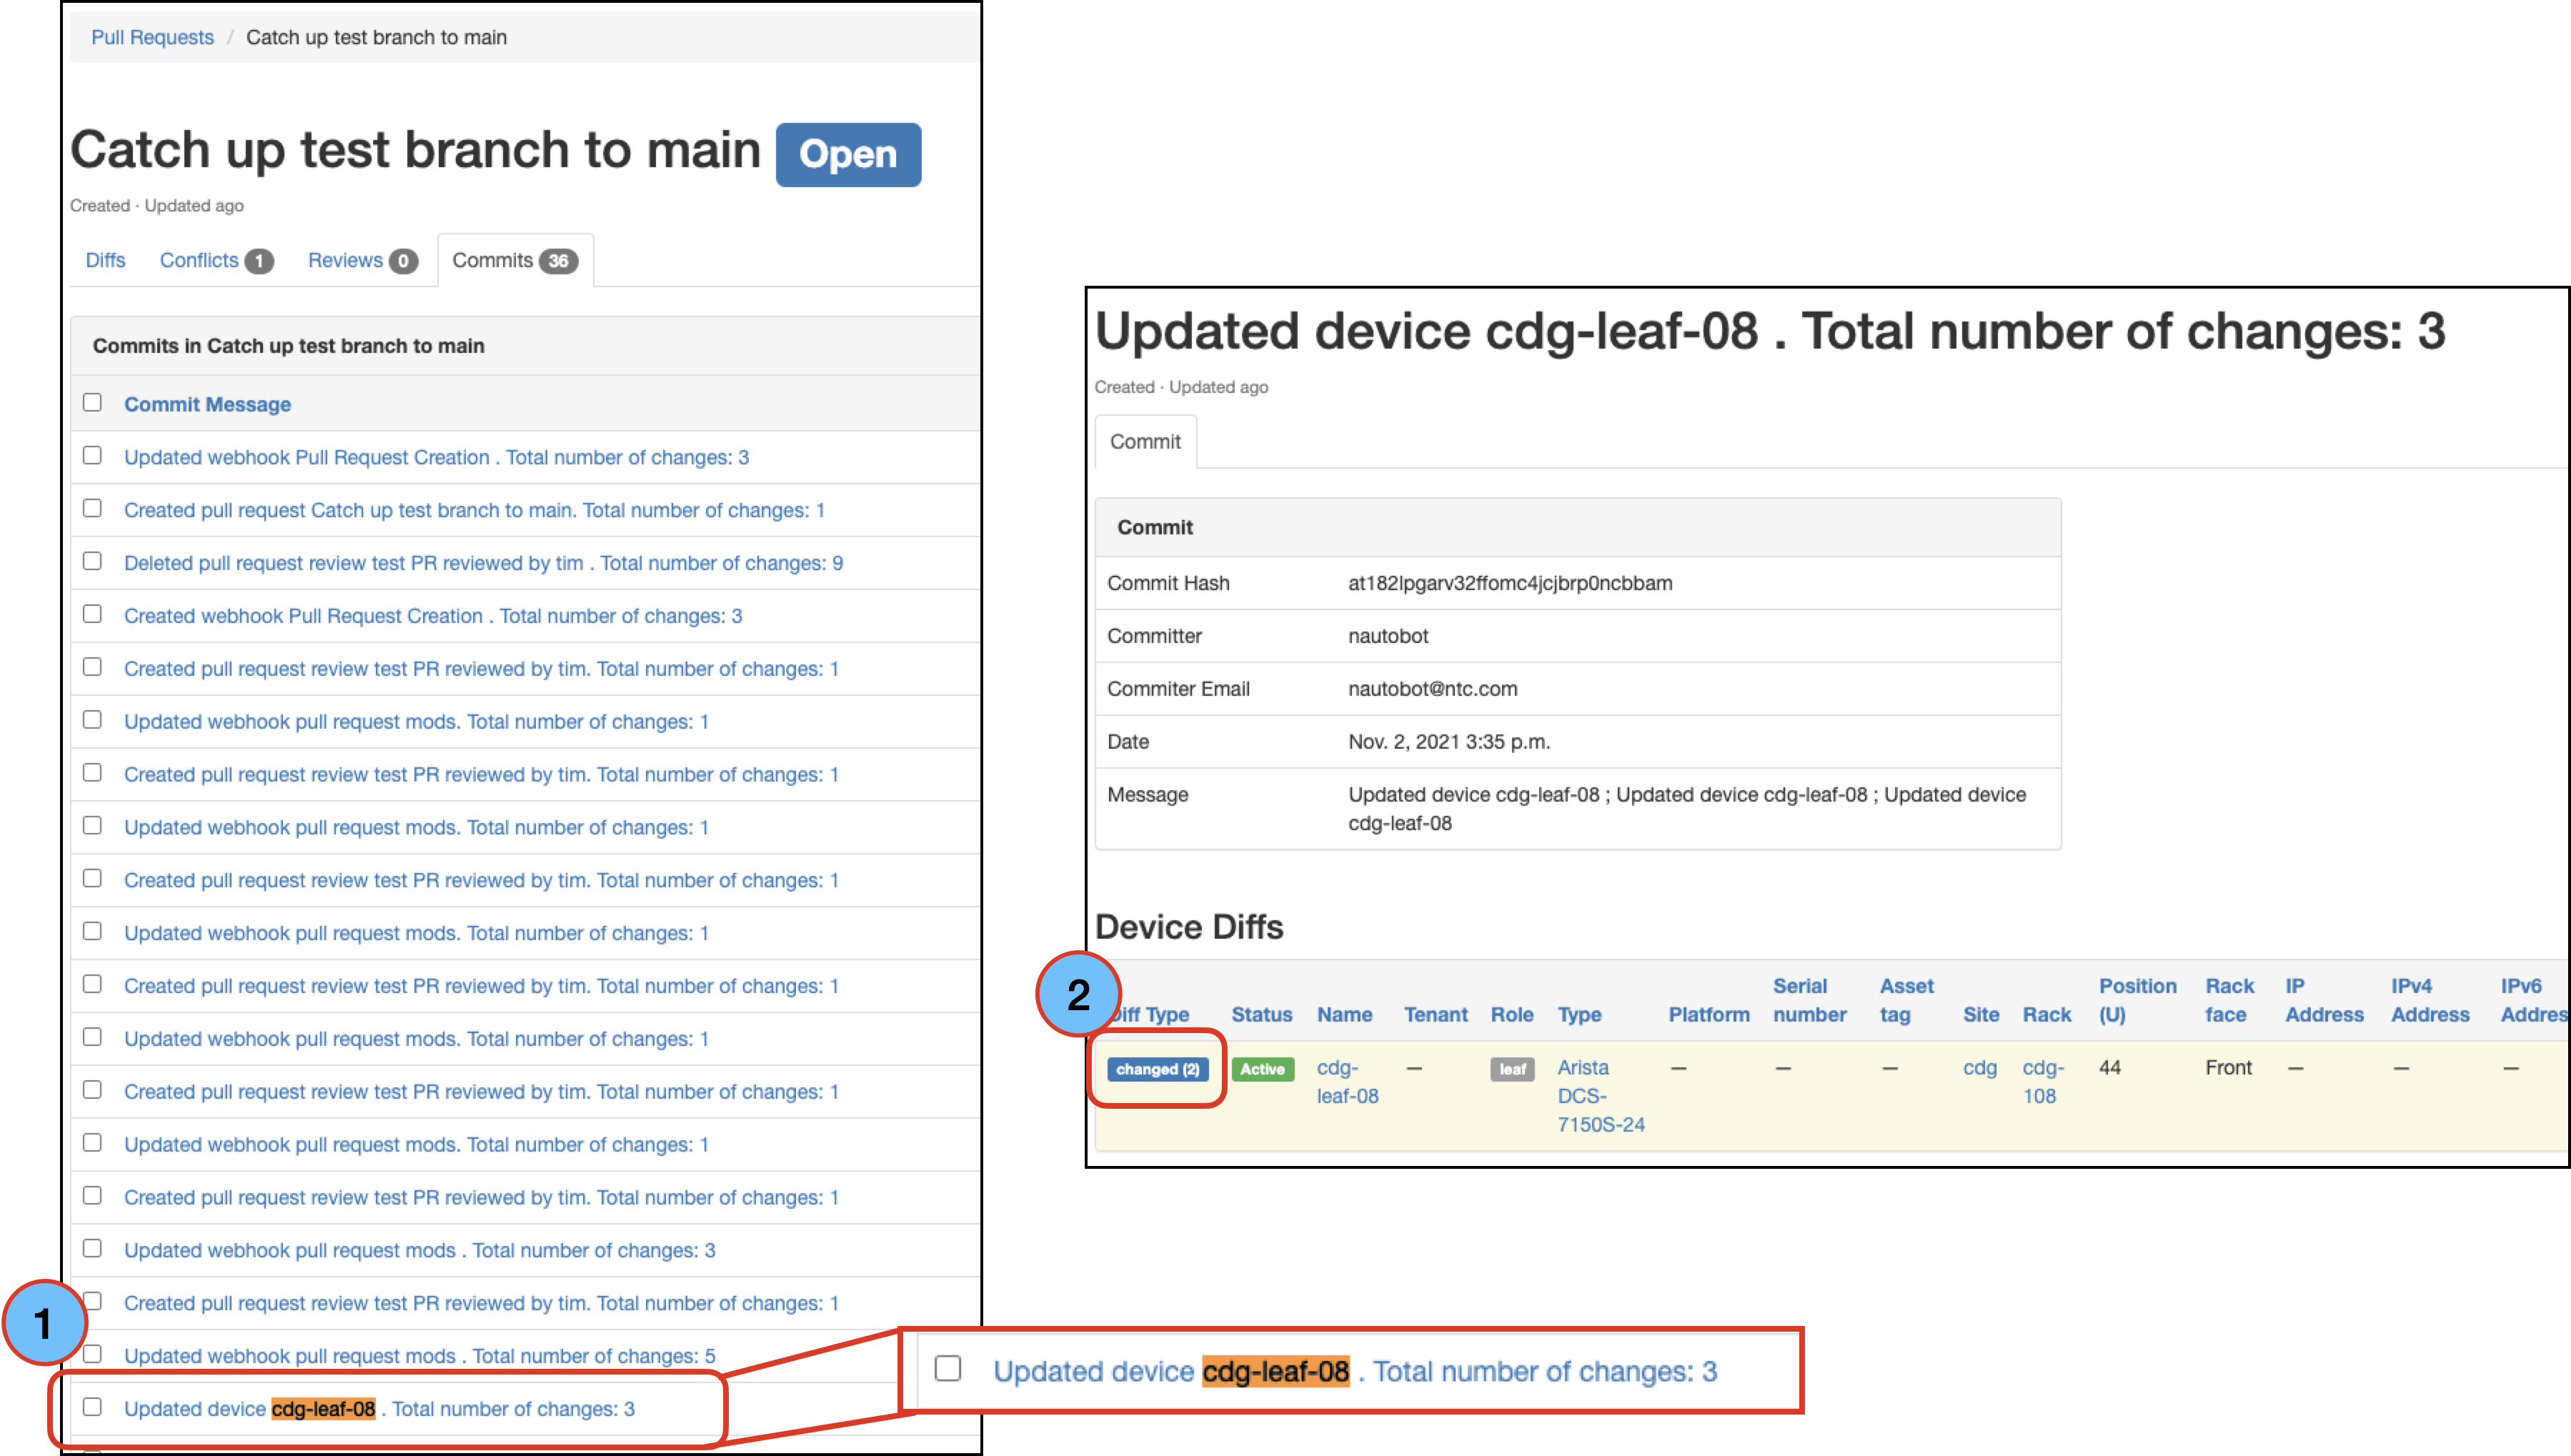 Pull Requests / Catch up test branch to main
Catch up test branch to main Open
Created · Updated ago
Diffs Conflicts 1 Reviews 0 Commits 36
Commits in Catch up test branch to main
Commit Message
Updated webhook Pull Request Creation . Total number of changes: 3
Created pull request Catch up test branch to main. Total number of changes: 1
Deleted pull request review test PR reviewed by tim . Total number of changes: 9
Created webhook Pull Request Creation . Total number of changes: 3
Created pull request review test PR reviewed by tim. Total number of changes: 1
Updated webhook pull request mods. Total number of changes: 1
Created pull request review test PR reviewed by tim. Total number of changes: 1
Updated webhook pull request mods. Total number of changes: 1
Created pull request review test PR reviewed by tim. Total number of changes: 1
Updated webhook pull request mods. Total number of changes: 1
Created pull request review test PR reviewed by tim. Total number of changes: 1
Updated webhook pull request mods. Total number of changes: 1
Created pull request review test PR reviewed by tim. Total number of changes: 1
Updated webhook pull request mods. Total number of changes: 1
Created pull request review test PR reviewed by tim. Total number of changes: 1
Updated webhook pull request mods . Total number of changes: 3
Created pull request review test PR reviewed by tim. Total number of changes: 1
1
Updated webhook pull request mods . Total number of changes: 5
Updated device cdg-leaf-08 . Total number of changes: 3
Updated device cdg-leaf-08 . Total number of changes: 3
Updated device cdg-leaf-08 . Total number of changes: 3
Created · Updated ago
Commit
Commit
Commit Hash at182lpgarv32ffomc4jcjbrp0ncbbam
Committer nautobot
Commiter Email nautobot@ntc.com
Date Nov. 2, 2021 3:35 p.m.
Message Updated device cdg-leaf-08 ; Updated device cdg-leaf-08 ; Updated device
cdg-leaf-08
Device Diffs
2
Serial Asset Position Rack IP IPv4 IPv6
iff Type Status Name Tenant Role Type Platform number tag Site Rack (U) face Address Address Addres
changed (2) Active cdg- — leaf Arista — — — cdg cdg- 44 Front — — —
leaf-08 DCS- 108
7150S-24